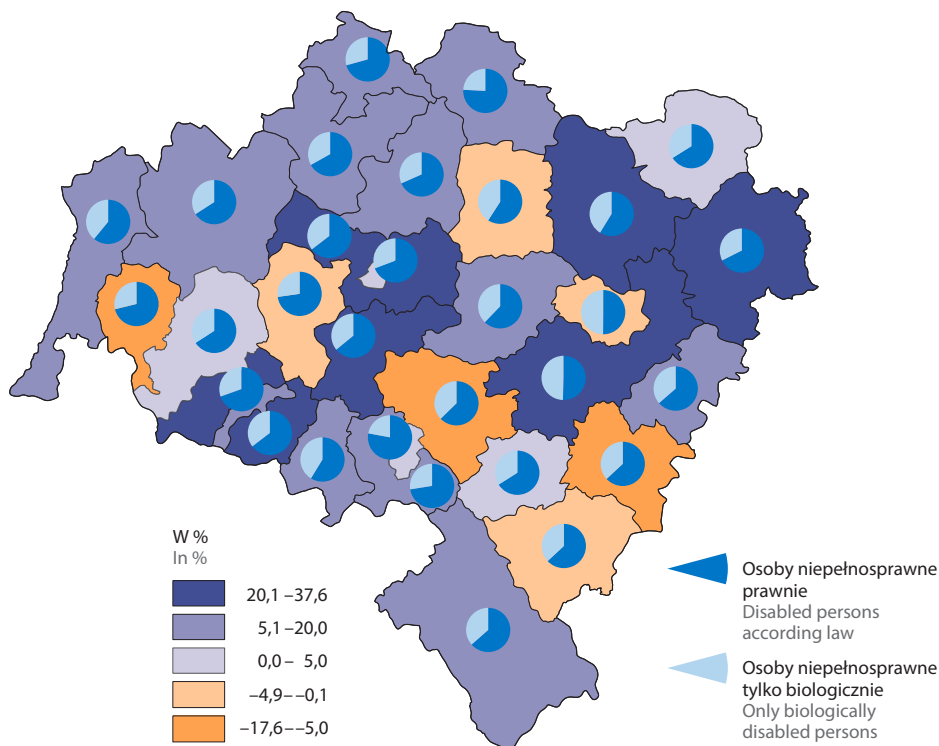 W %
In %
20,1 –37,6
5,1 –20,0
0,0 – 5,0
–4,9 – –0,1
–17,6 – –5,0
Osoby niepełnosprawne
prawnie
Disabled persons
according law
Osoby niepełnosprawne
tylko biologicznie
Only biologically
disabled persons